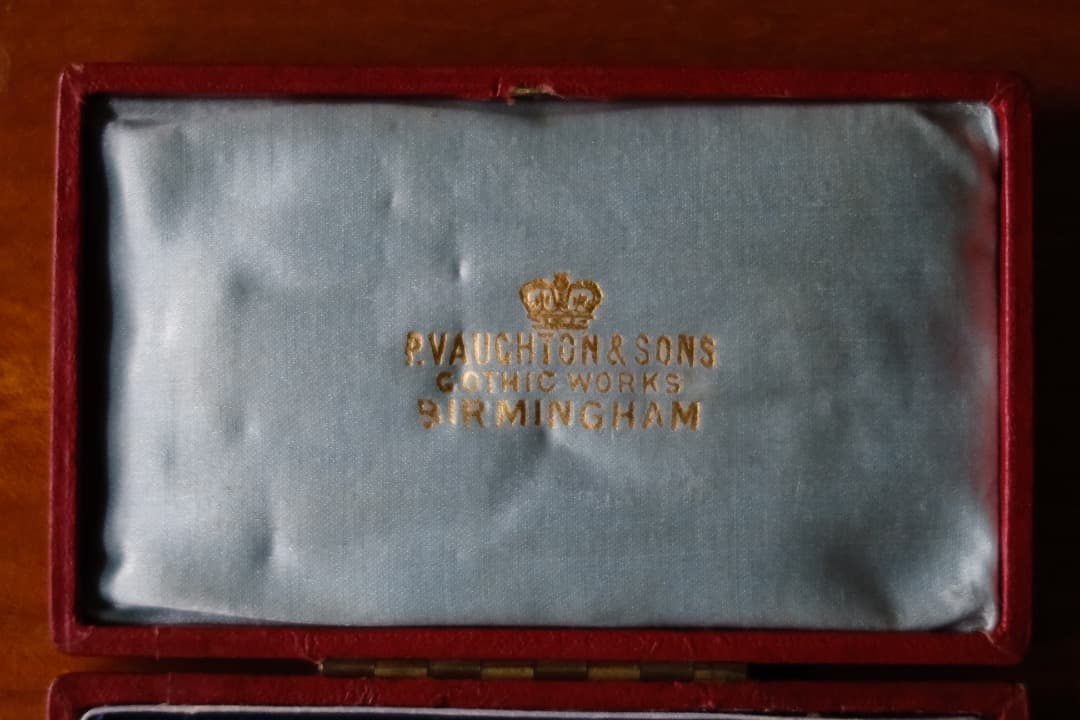 P. VAUGHTON & SONS
GOTHIC WORKS
BIRMINGHAM